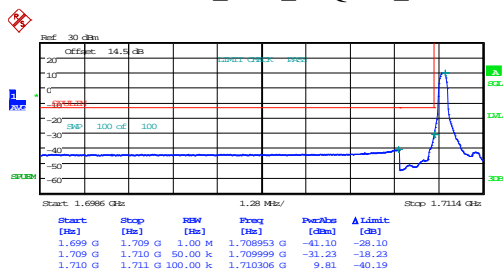 Ref 30 dBm
Offset 14.5 dB
LIMIT CHECK PASS
20
10
0
-10
-20
-30
-40
-50
-60
1
AVG
*
A
SGL
LVL
3DB
SWP 100 of 100
Start 1.6986 GHz 1.28 MHz/ Stop 1.7114 GHz
Start Stop RBW Freq PwrAbs Δ Limit
[Hz] [Hz] [Hz] [Hz] [dBm] [dB]
1.699 G 1.709 G 1.00 M 1.708953 G -41.10 -28.10
1.709 G 1.710 G 50.00 k 1.709999 G -31.23 -18.23
1.710 G 1.711 G 100.00 k 1.710306 G 9.81 -40.19